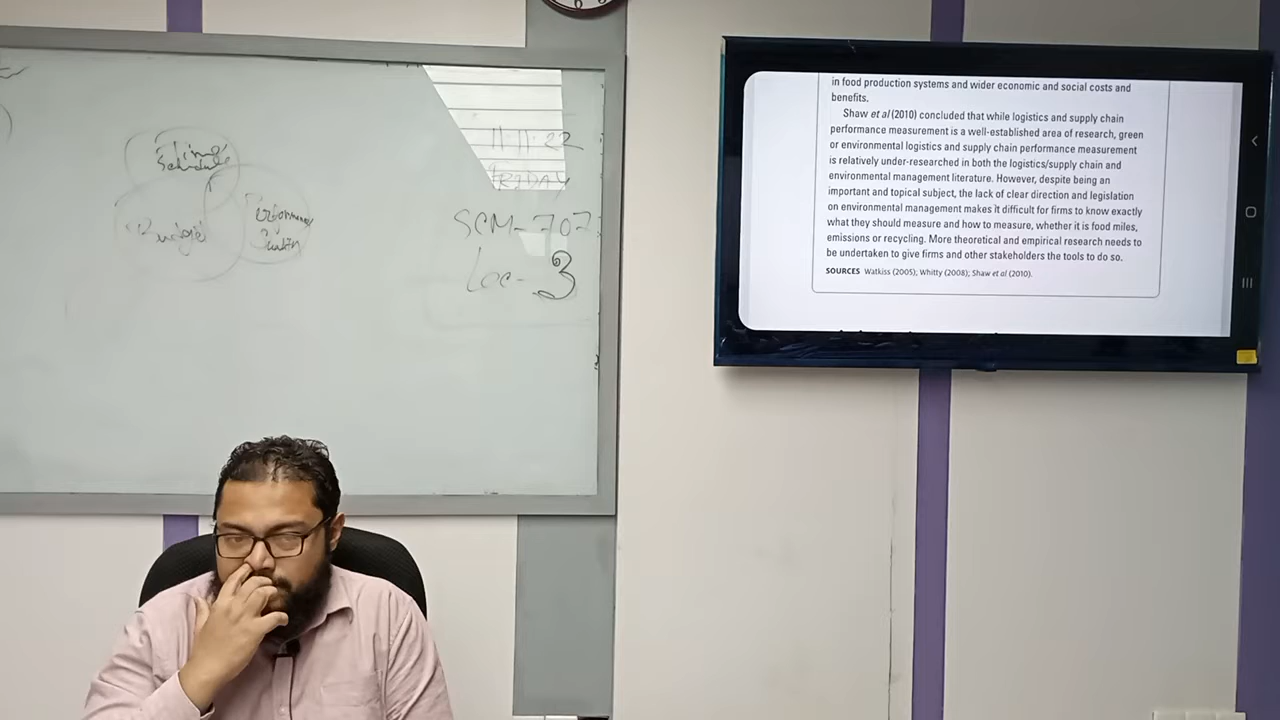 Time
Schedule
Budget
Performance
11.11.22
FRIDAY
SCM-707
Lec-3
in food production systems and wider economic and social costs and
benefits.
Shaw et al (2010) concluded that while logistics and supply chain
performance measurement is a well-established area of research, green
or environmental logistics and supply chain performance measurement
is relatively under-researched in both the logistics/supply chain and
environmental management literature. However, despite being an
important and topical subject, the lack of clear direction and legislation
on environmental management makes it difficult for firms to know exactly
what they should measure and how to measure, whether it is food miles,
emissions or recycling. More theoretical and empirical research needs to
be undertaken to give firms and other stakeholders the tools to do so.
SOURCES Watkiss (2005); Whitty (2008); Shaw et al (2010).